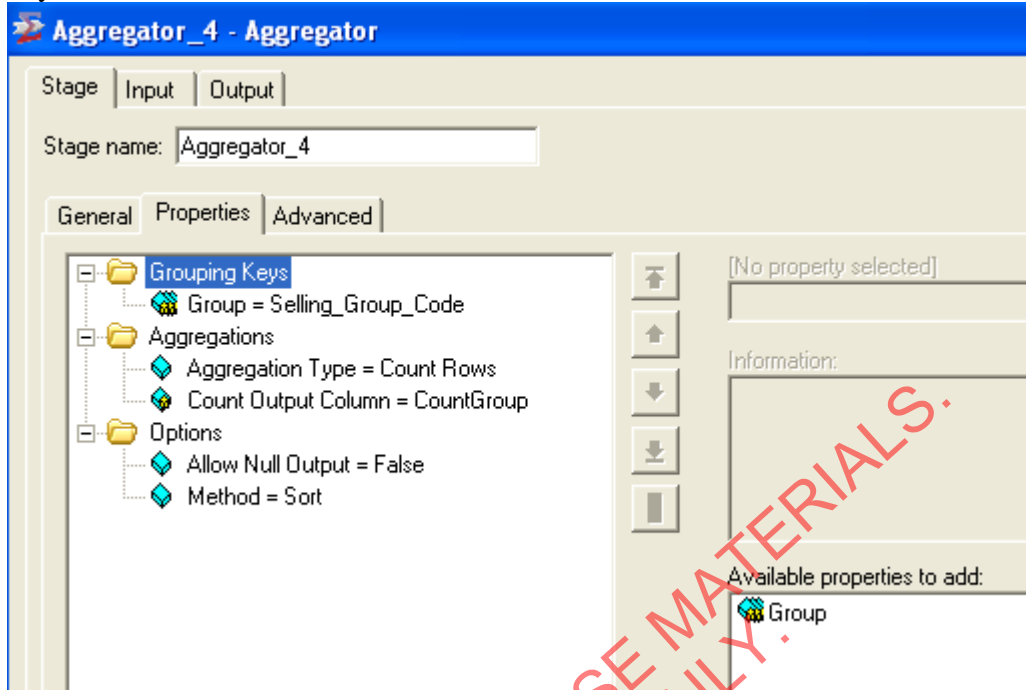 Aggregator_4 - Aggregator
Stage Input Output
Stage name: Aggregator_4
General Properties Advanced
Grouping Keys
Group = Selling_Group_Code
Aggregations
Aggregation Type = Count Rows
Count Output Column = CountGroup
Options
Allow Null Output = False
Method = Sort
[No property selected]
Information:
Available properties to add:
Group
MATERIALS.